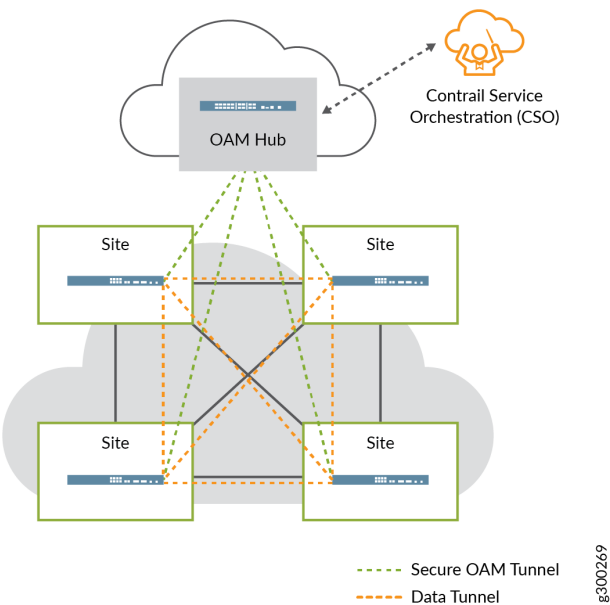 Contrail Service
Orchestration (CSO)
OAM Hub
Site
Site
Site
Site
Secure OAM Tunnel
Data Tunnel
g300269